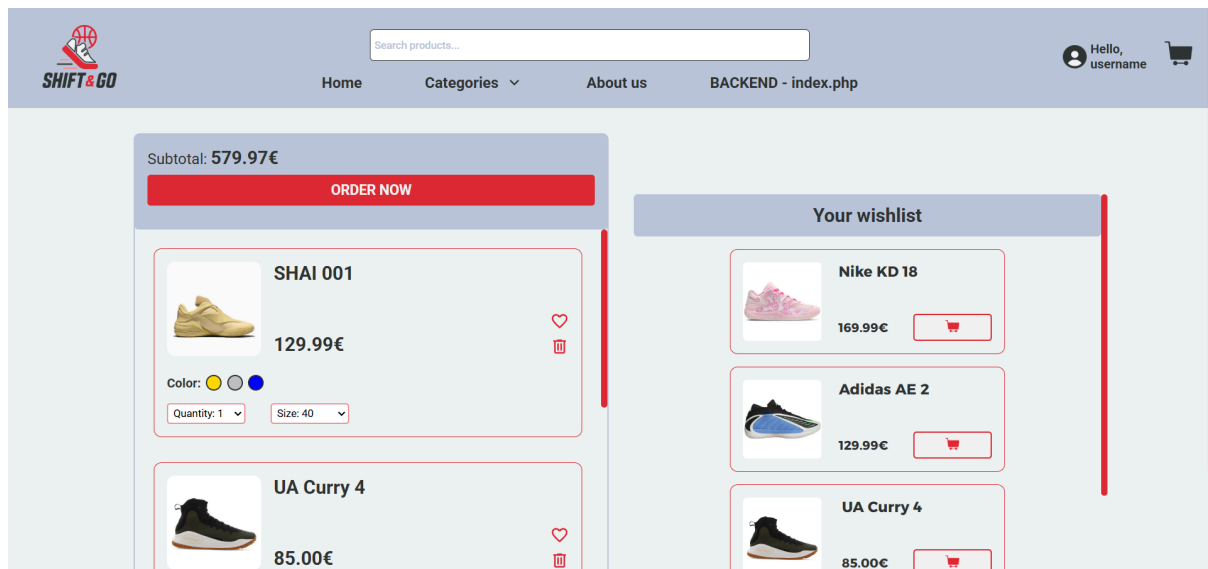 SHIFT&GO
Search products...
Home
Categories
About us
BACKEND - index.php
Hello,
username
Subtotal: 579.97€
ORDER NOW
SHAI 001
129.99€
Color:
Quantity: 1
Size: 40
UA Curry 4
85.00€
Your wishlist
Nike KD 18
169.99€
Adidas AE 2
129.99€
UA Curry 4
85.00€